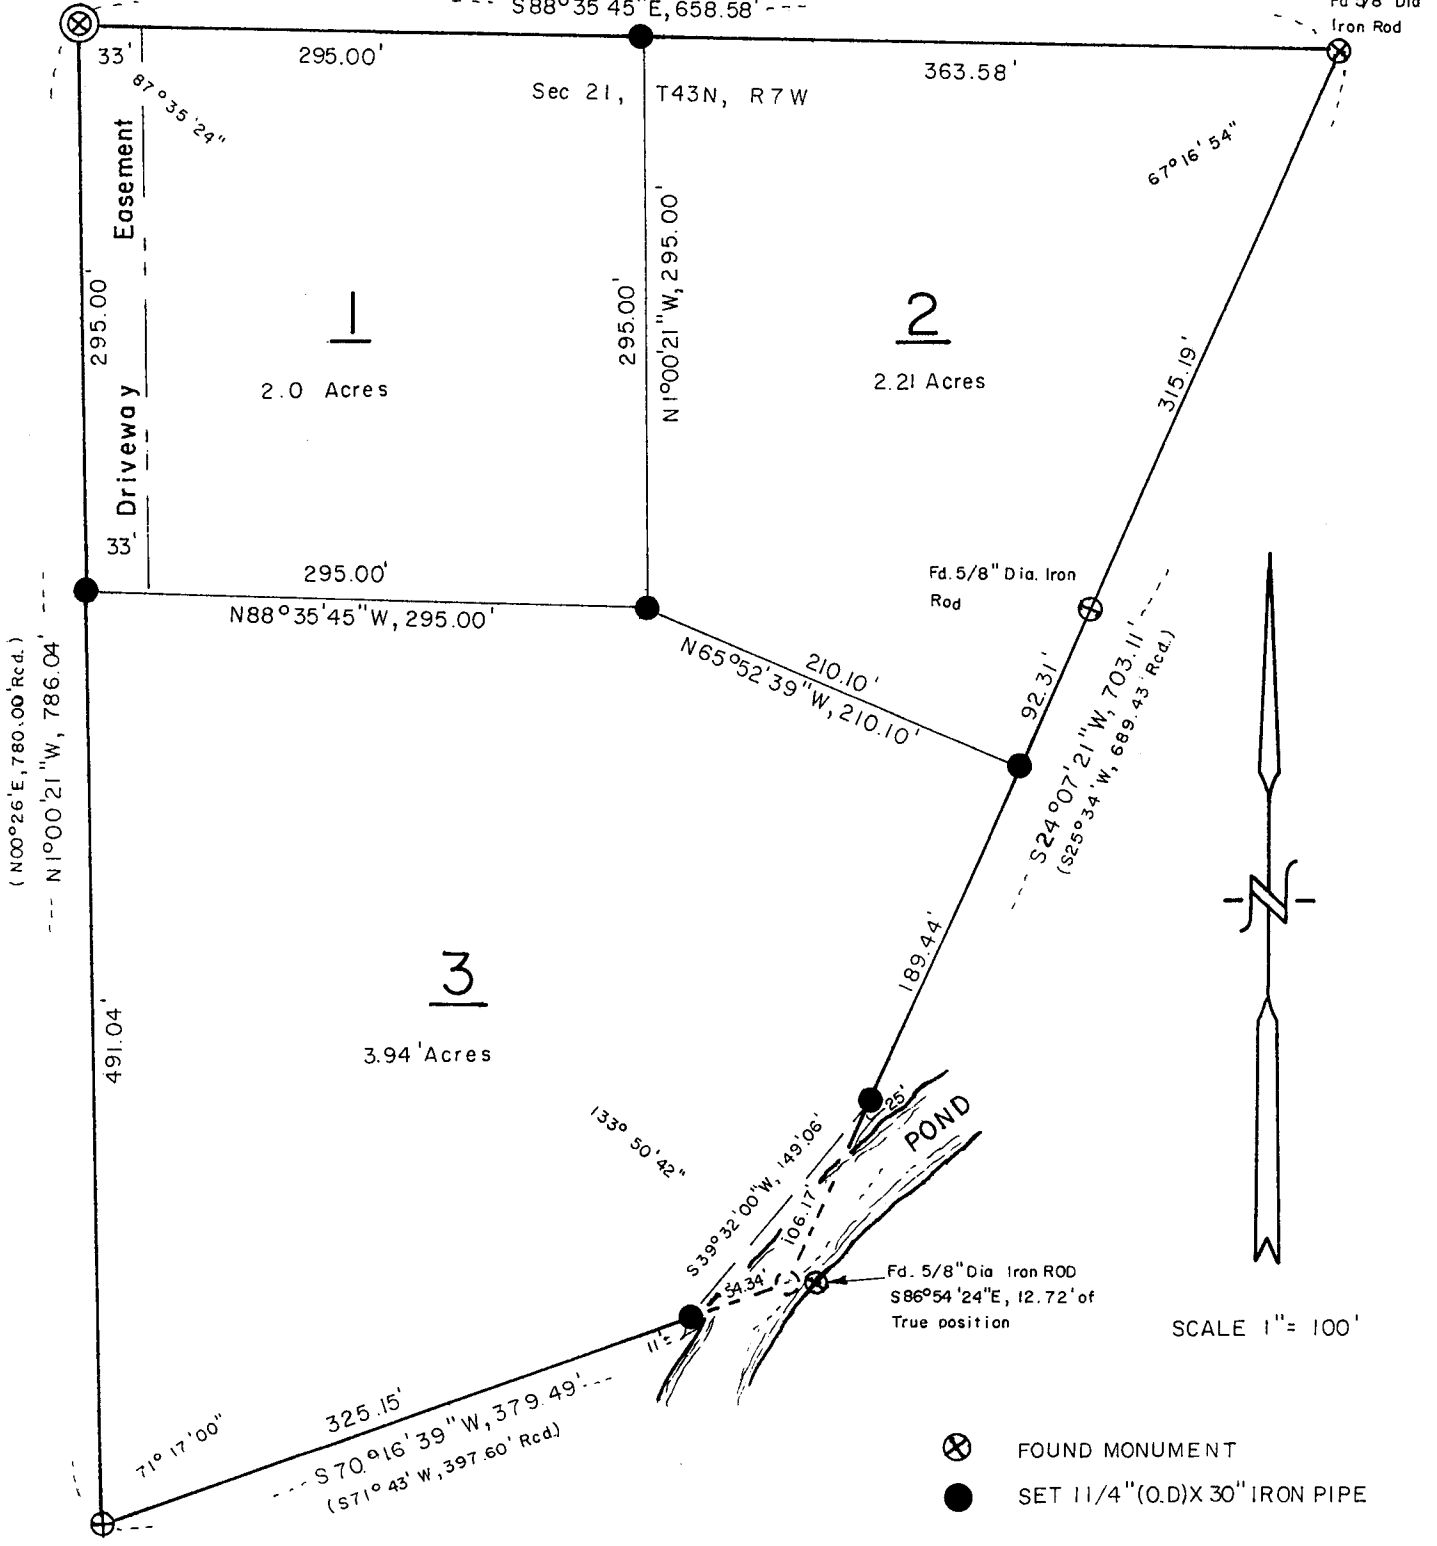 S88°35'45"E, 658.58'
Fd 5/8" Dia
Iron Rod
33'
295.00'
363.58'
Sec 21, T43N, R7W
87°35'24"
67°16'54"
Easement
Driveway
33'
295.00'
295.00'
N1°00'21"W, 295.00'
1
2.0 Acres
2
2.21 Acres
315.19'
295.00'
N88°35'45"W, 295.00'
Fd. 5/8" Dia. Iron
Rod
210.10'
N65°52'39"W, 210.10'
92.31'
S24°07'21"W, 703.11'
(S25°34'W, 689.43'Rcd.)
(N00°26'E, 780.00'Rcd.)
N1°00'21"W, 786.04'
N
189.44'
3
3.94'Acres
491.04'
133°50'42"
25'
POND
S39°32'00"W, 149.06'
106.17'
54.34'
Fd. 5/8" Dia Iron ROD
S86°54'24"E, 12.72'of
True position
SCALE 1"= 100'
11'±
325.15'
S70°16'39"W, 379.49'
(S71°43'W, 397.60' Rcd.)
71°17'00"
FOUND MONUMENT
SET 11/4"(O.D)X 30" IRON PIPE